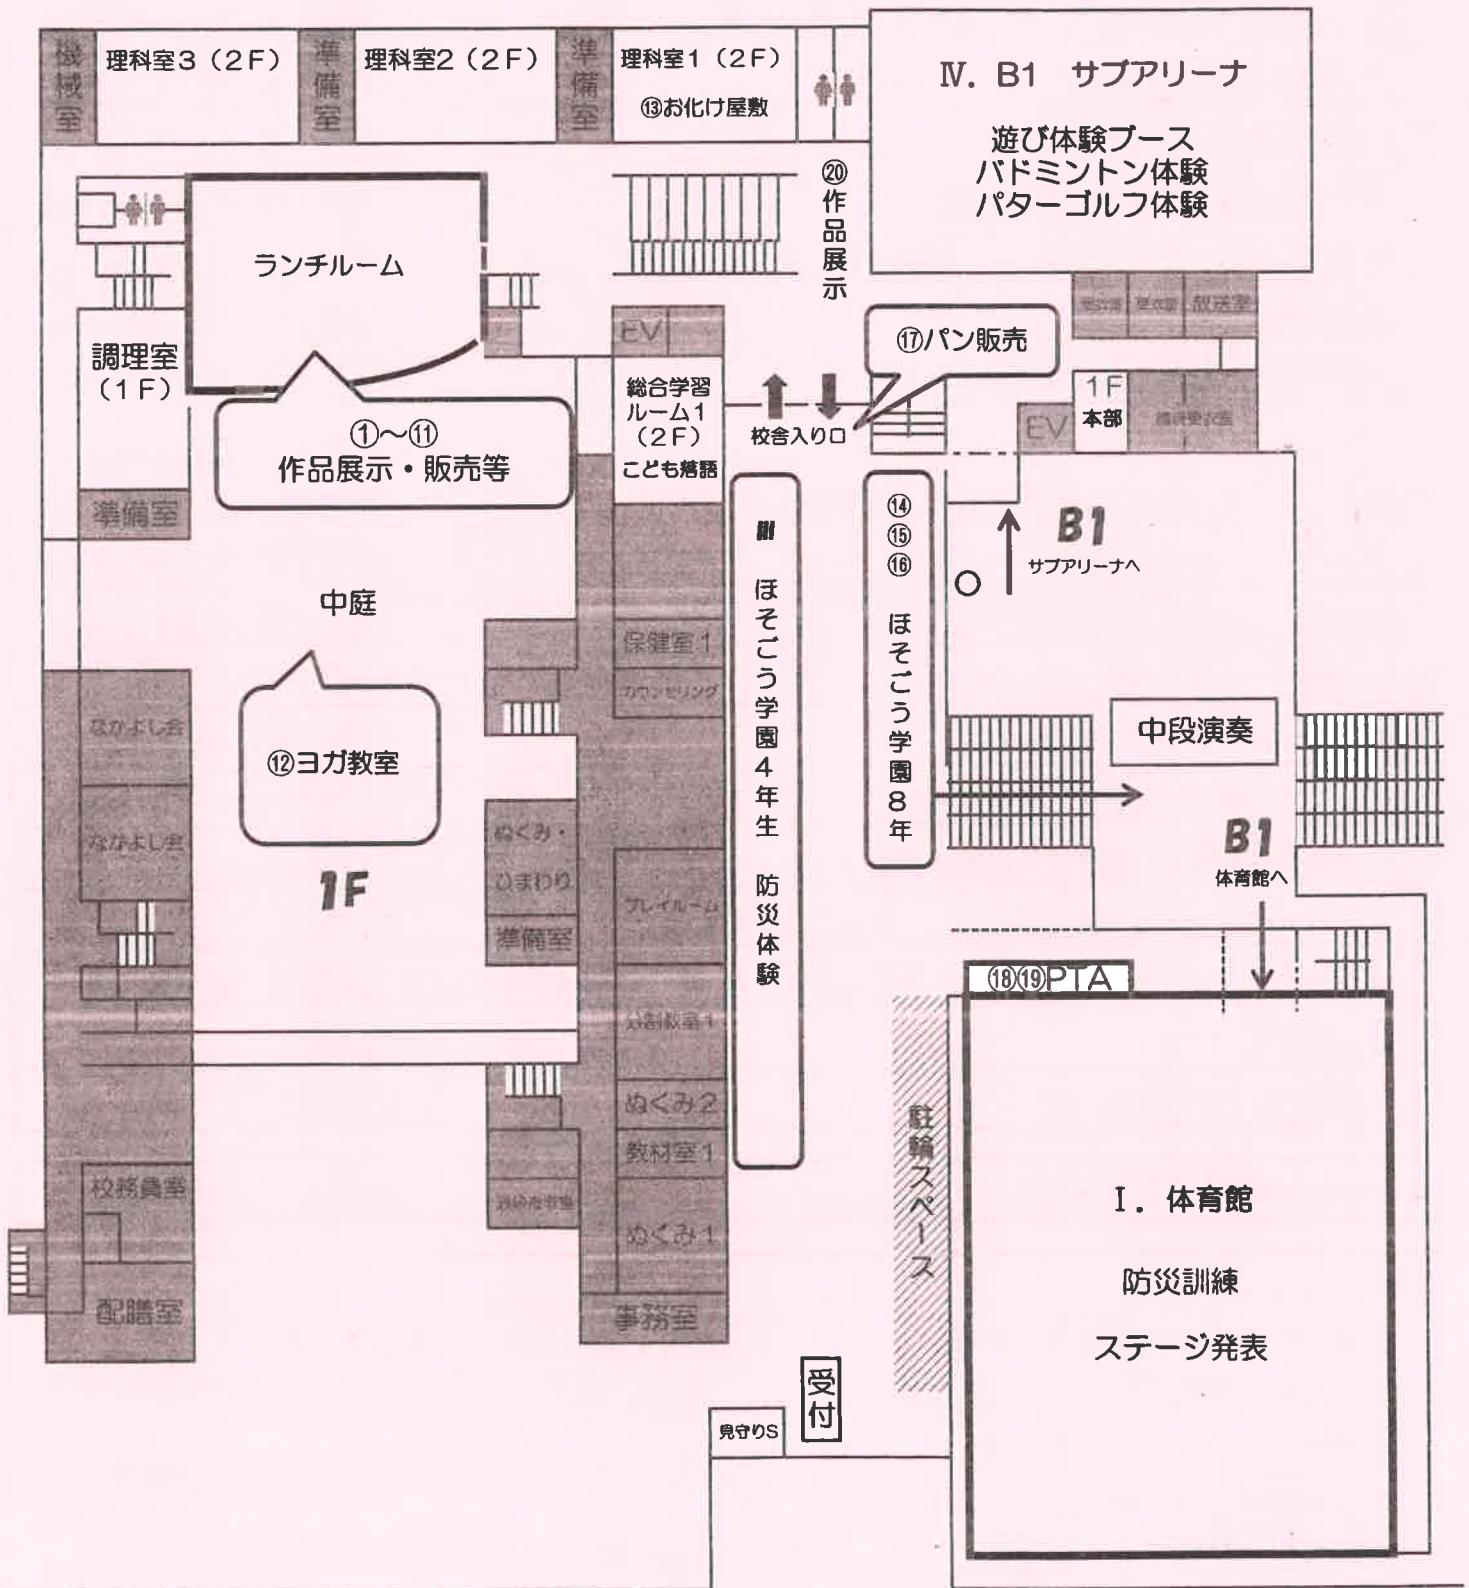 機械室
理科室3（2F）
準備室
理科室2（2F）
準備室
理科室1（2F）
⑬お化け屋敷
Ⅳ. B1 サブアリーナ
遊び体験ブース
バドミントン体験
パターゴルフ体験
⑳作品展示
ランチルーム
放送室
EV
⑰パン販売
調理室
（1F）
総合学習
ルーム1
（2F）
こども落語
校舎入り口
1F
本部
EV
①～⑪
作品展示・販売等
準備室
Ⅲ ほそごう学園4年生 防災体験
⑭
⑮
⑯
ほそごう学園8年
B1
サブアリーナへ
中庭
保健室1
カウンセリング
なかよし会
⑫ヨガ教室
中段演奏
なかよし会
ぬくみ・
ひまわり
B1
体育館へ
1F
プレイルーム
準備室
⑱⑲PTA
分割教室1
ぬくみ2
駐輪スペース
教材室1
校務員室
ぬくみ1
Ⅰ. 体育館
防災訓練
ステージ発表
配膳室
事務室
受付
見守りS